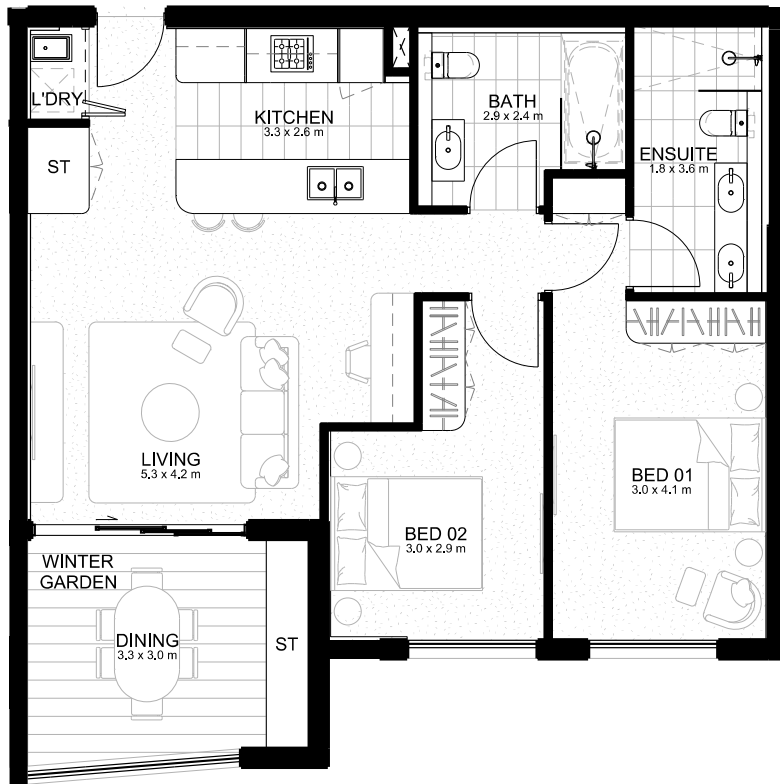 L'DRY
ST
KITCHEN
3.3 x 2.6 m
BATH
2.9 x 2.4 m
ENSUITE
1.8 x 3.6 m
LIVING
5.3 x 4.2 m
BED 01
3.0 x 4.1 m
BED 02
3.0 x 2.9 m
WINTER
GARDEN
DINING
3.3 x 3.0 m
ST